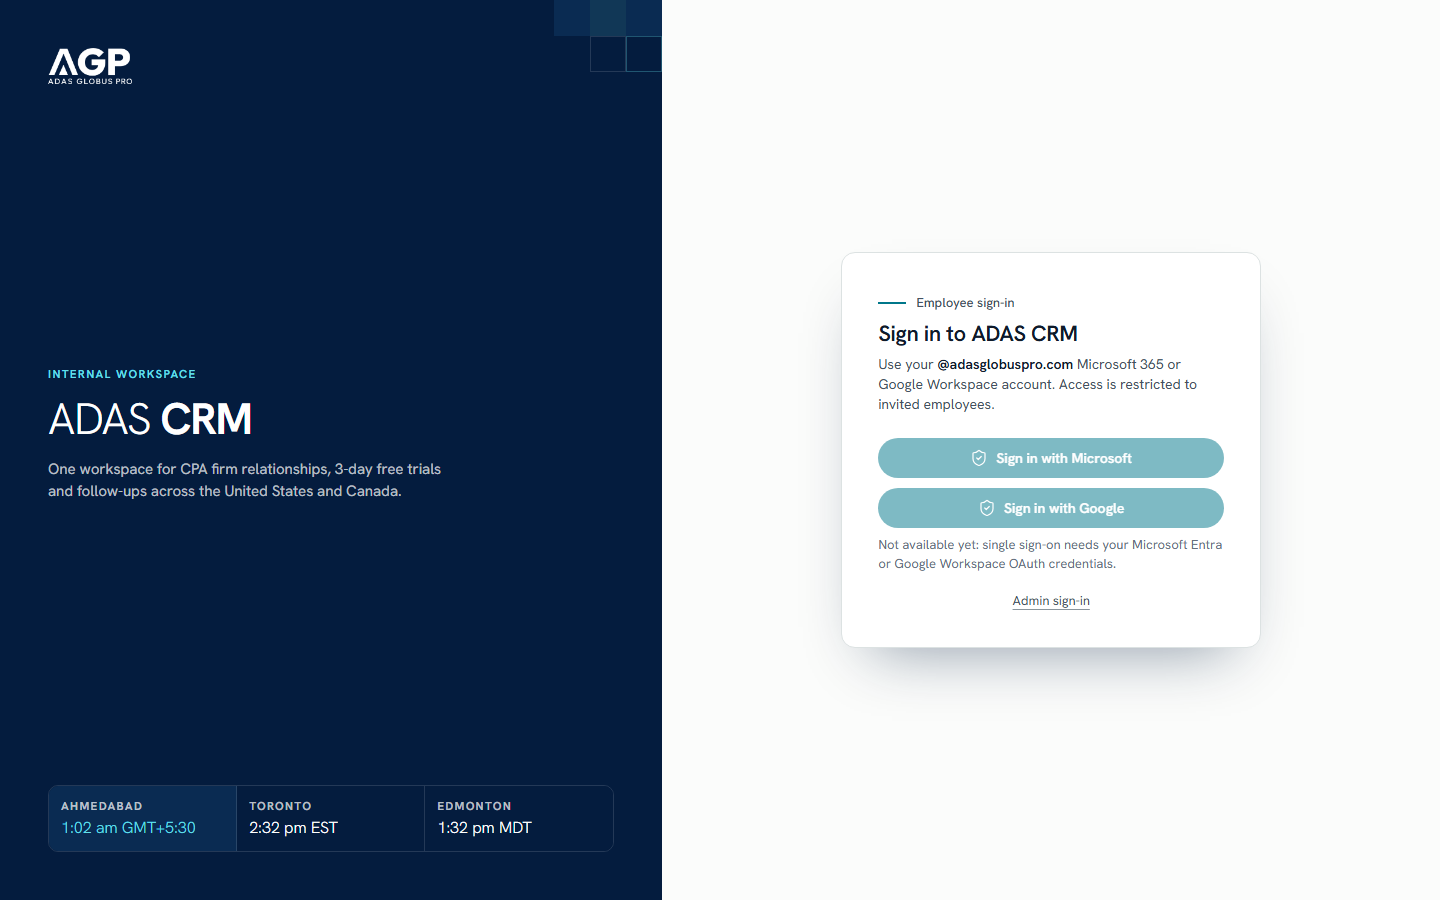 AGP
ADAS GLOBUS PRO
INTERNAL WORKSPACE
ADAS CRM
One workspace for CPA firm relationships, 3-day free trials
and follow-ups across the United States and Canada.
AHMEDABAD
1:02 am GMT+5:30
TORONTO
2:32 pm EST
EDMONTON
1:32 pm MDT
Employee sign-in
Sign in to ADAS CRM
Use your @adasglobuspro.com Microsoft 365 or
Google Workspace account. Access is restricted to
invited employees.
Sign in with Microsoft
Sign in with Google
Not available yet: single sign-on needs your Microsoft Entra
or Google Workspace OAuth credentials.
Admin sign-in